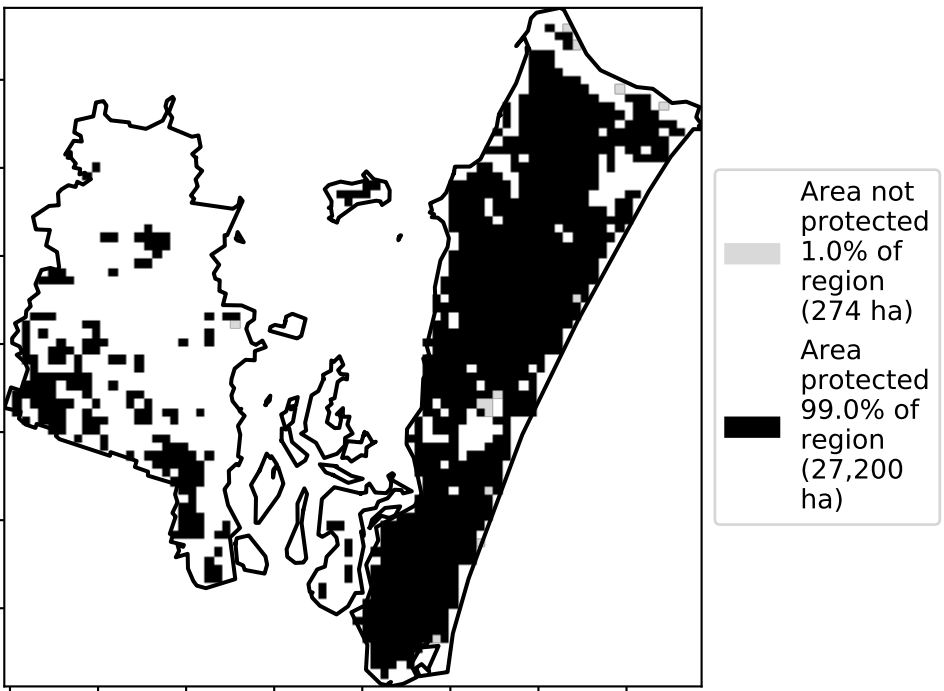 Area not
protected
1.0% of
region
(274 ha)
Area
protected
99.0% of
region
(27,200
ha)